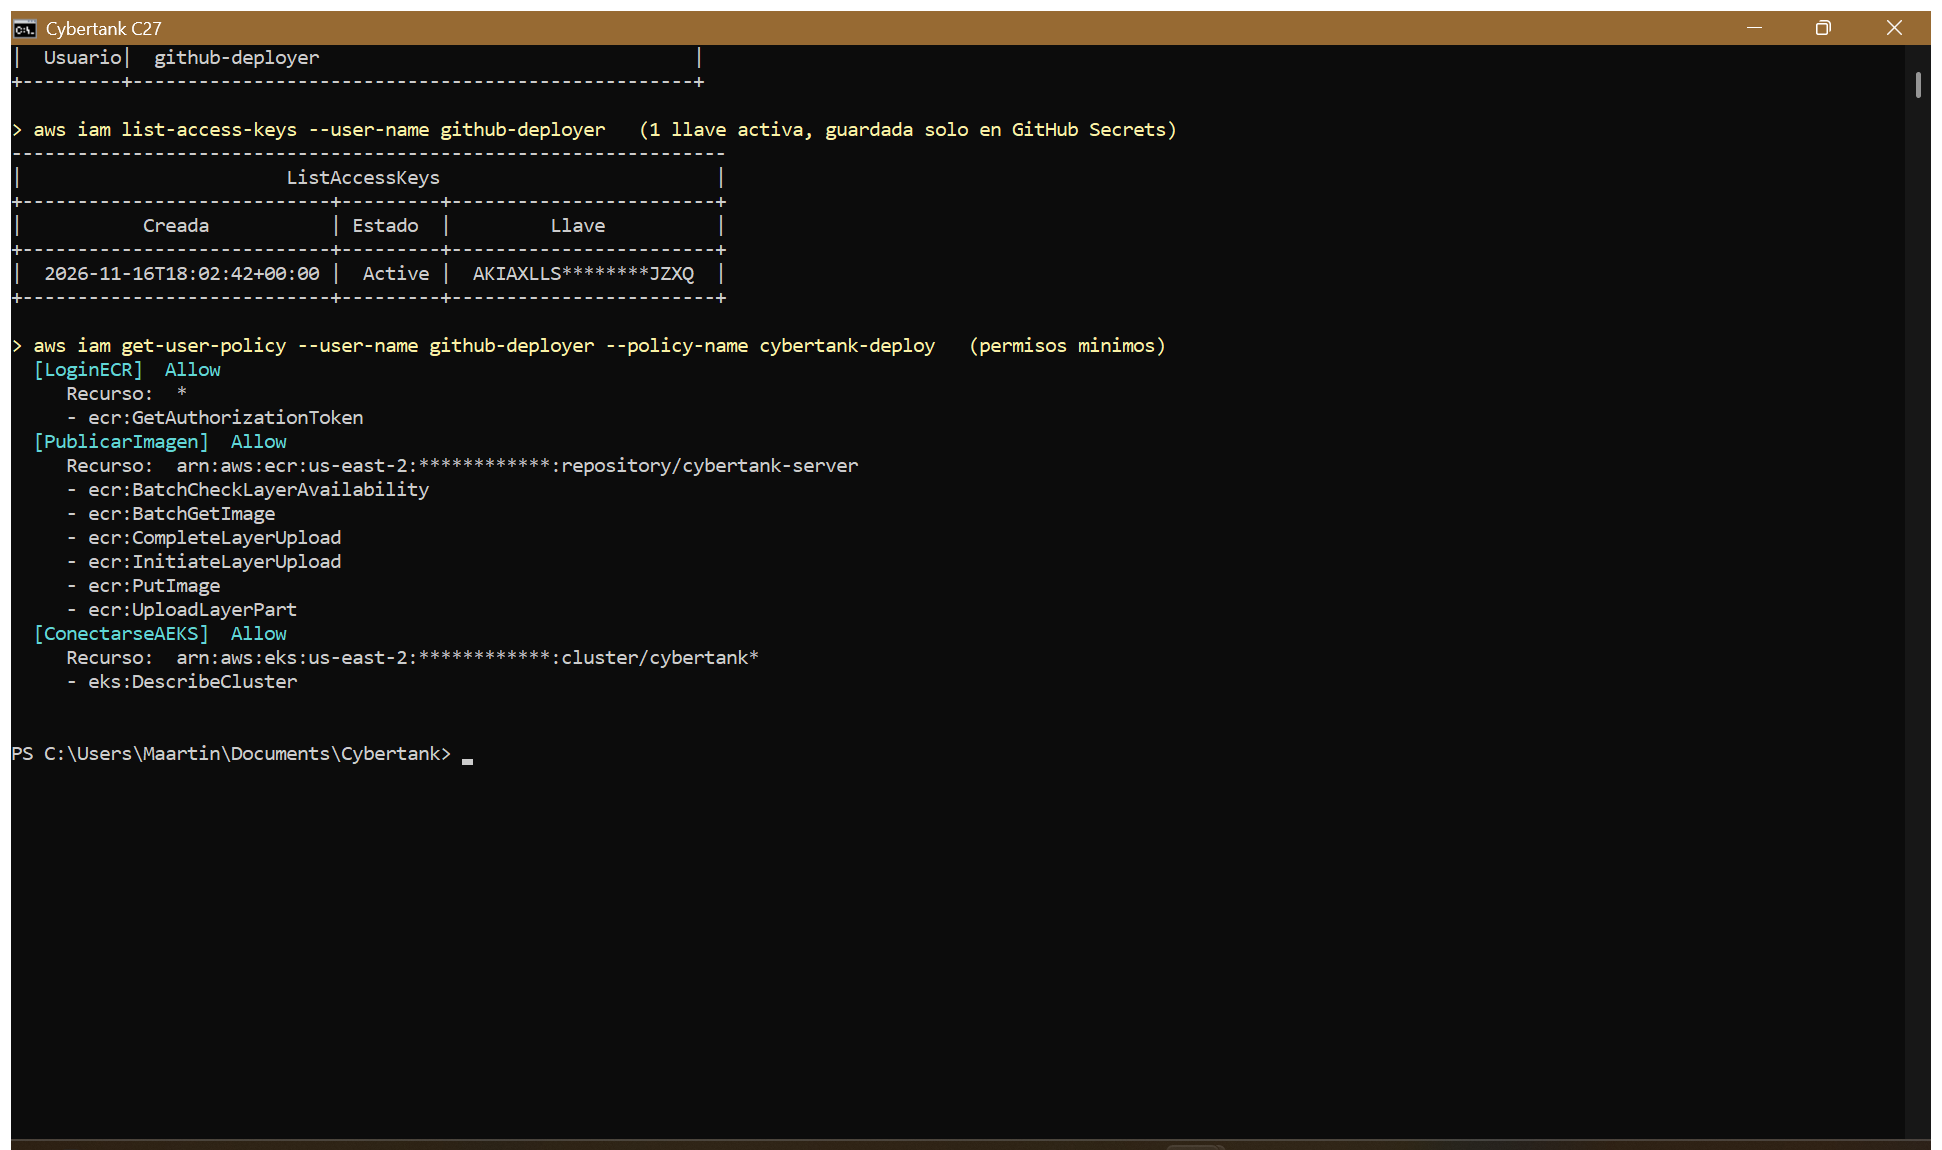 Cybertank C27
| Usuario| github-deployer |
+---------+---------------------------------------------------+
> aws iam list-access-keys --user-name github-deployer (1 llave activa, guardada solo en GitHub Secrets)
-----------------------------------------------------------------
| ListAccessKeys |
+----------------------------+---------+------------------------+
| Creada | Estado | Llave |
+----------------------------+---------+------------------------+
| 2026-11-16T18:02:42+00:00 | Active | AKIAXLLS********JZXQ |
+----------------------------+---------+------------------------+
> aws iam get-user-policy --user-name github-deployer --policy-name cybertank-deploy (permisos minimos)
[LoginECR] Allow
Recurso: *
- ecr:GetAuthorizationToken
[PublicarImagen] Allow
Recurso: arn:aws:ecr:us-east-2:************:repository/cybertank-server
- ecr:BatchCheckLayerAvailability
- ecr:BatchGetImage
- ecr:CompleteLayerUpload
- ecr:InitiateLayerUpload
- ecr:PutImage
- ecr:UploadLayerPart
[ConectarseAEKS] Allow
Recurso: arn:aws:eks:us-east-2:************:cluster/cybertank*
- eks:DescribeCluster
PS C:\Users\Maartin\Documents\Cybertank> _